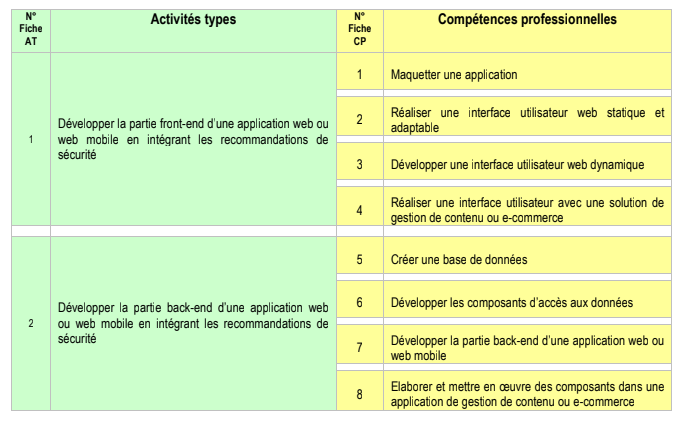 N°
Fiche
AT
Activités types
N°
Fiche
CP
Compétences professionnelles
1
Développer la partie front-end d'une application web ou
web mobile en intégrant les recommandations de
sécurité
1
Maquetter une application
2
Réaliser une interface utilisateur web statique et
adaptable
3
Développer une interface utilisateur web dynamique
4
Réaliser une interface utilisateur avec une solution de
gestion de contenu ou e-commerce
2
Développer la partie back-end d'une application web
ou web mobile en intégrant les recommandations de
sécurité
5
Créer une base de données
6
Développer les composants d'accès aux données
7
Développer la partie back-end d'une application web ou
web mobile
8
Elaborer et mettre en œuvre des composants dans une
application de gestion de contenu ou e-commerce